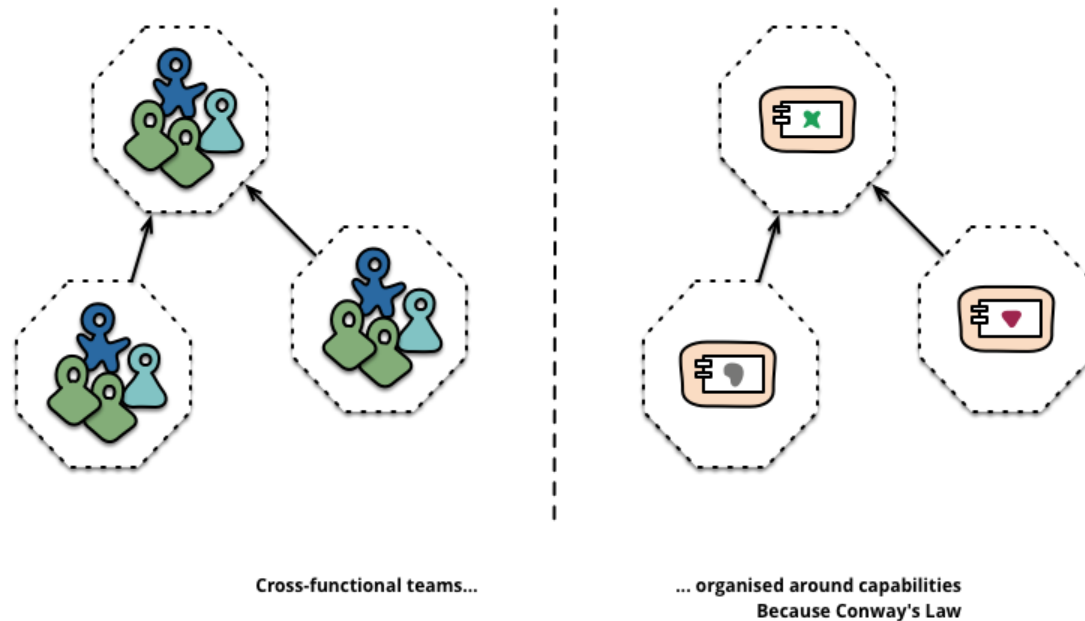 Cross-functional teams...
... organised around capabilities
Because Conway's Law